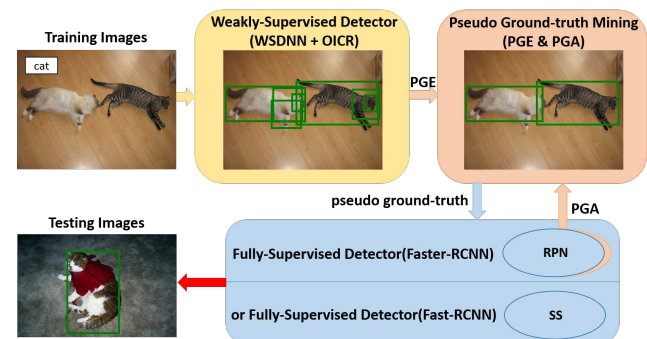 Training Images
cat
Weakly-Supervised Detector
(WSDNN + OICR)
PGE
Pseudo Ground-truth Mining
(PGE & PGA)
pseudo ground-truth
PGA
Testing Images
Fully-Supervised Detector(Faster-RCNN)
RPN
or Fully-Supervised Detector(Fast-RCNN)
SS